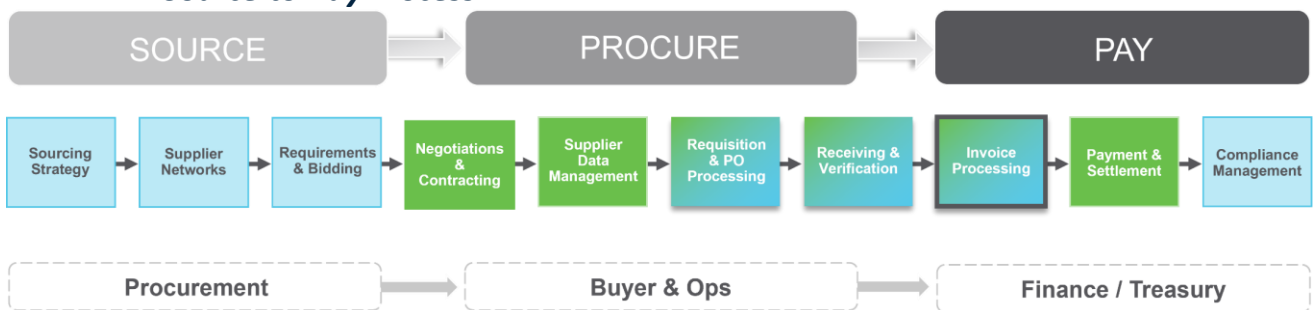 SOURCE
PROCURE
PAY
Sourcing
Strategy
Supplier
Networks
Requirements
& Bidding
Negotiations
&
Contracting
Supplier
Data
Management
Requisition
& PO
Processing
Receiving &
Verification
Invoice
Processing
Payment &
Settlement
Compliance
Management
Procurement
Buyer & Ops
Finance / Treasury